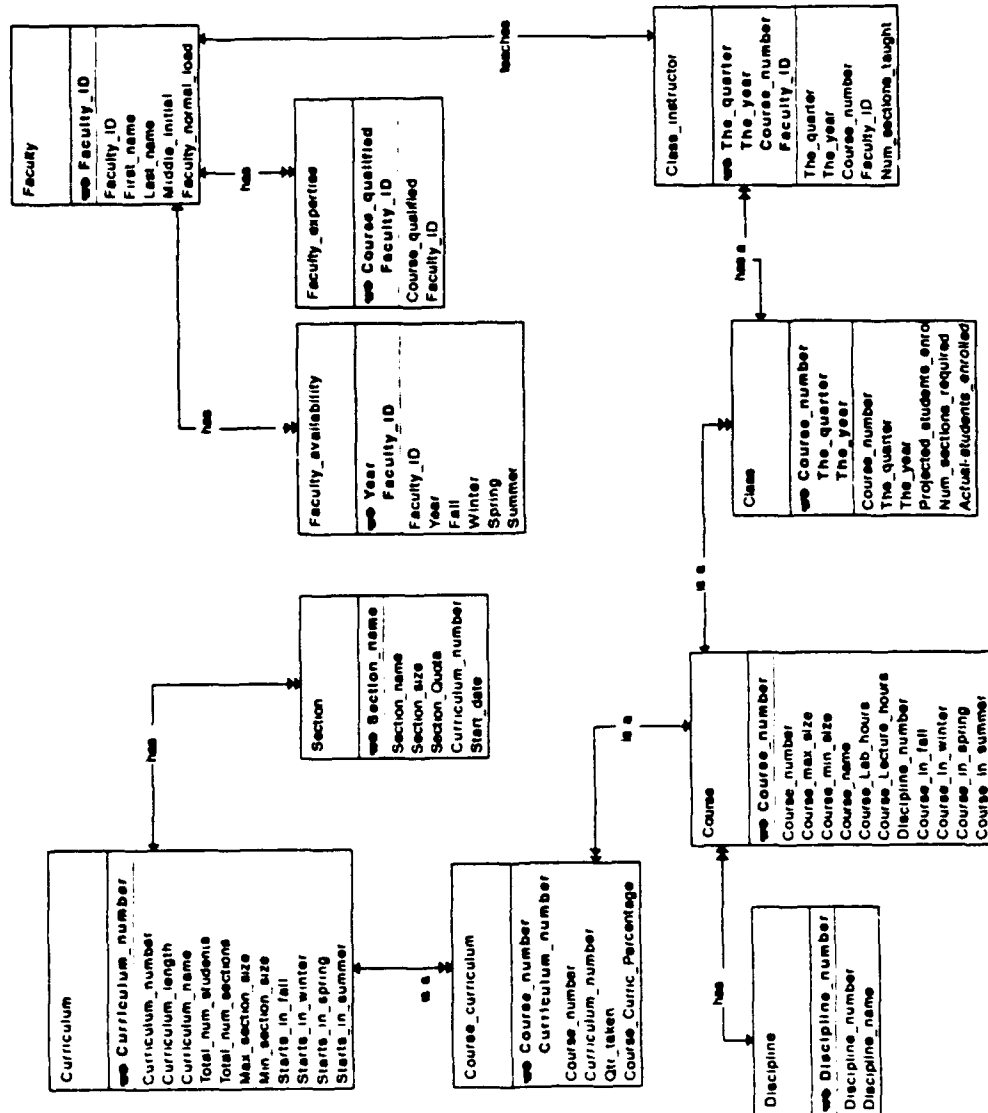 Faculty
Faculty_ID
Faculty_ID
First_name
Last_name
Middle_initial
Faculty_normal_load
has
has
teaches
Faculty_availability
Year
Faculty_ID
Faculty_ID
Year
Fall
Winter
Spring
Summer
Faculty_experties
Course_qualified
Faculty_ID
Course_qualified
Faculty_ID
Class_instructor
The_quarter
The_year
Course_number
Faculty_ID
The_quarter
The_year
Course_number
Faculty_ID
Num_sections_taught
has a
Class
Course_number
The_quarter
The_year
Course_number
The_quarter
The_year
Projected_students_enro
Num_sections_required
Actual-students_enrolled
is a
Section
Section_name
Section_name
Section_size
Section_Quota
Curriculum_number
Start_date
has
Curriculum
Curriculum_number
Curriculum_number
Curriculum_length
Curriculum_name
Total_num_students
Total_num_sections
Max_section_size
Min_section_size
Starts_in_fall
Starts_in_winter
Starts_in_spring
Starts_in_summer
is a
Course_curriculum
Course_number
Curriculum_number
Course_number
Curriculum_number
Qtr_taken
Course_Curric_Percentage
is a
Course
Course_number
Course_number
Course_max_size
Course_min_size
Course_name
Course_Lab_hours
Course_Lecture_hours
Discipline_number
Course_in_fall
Course_in_winter
Course_in_spring
Course_in_summer
has
Discipline
Discipline_number
Discipline_number
Discipline_name